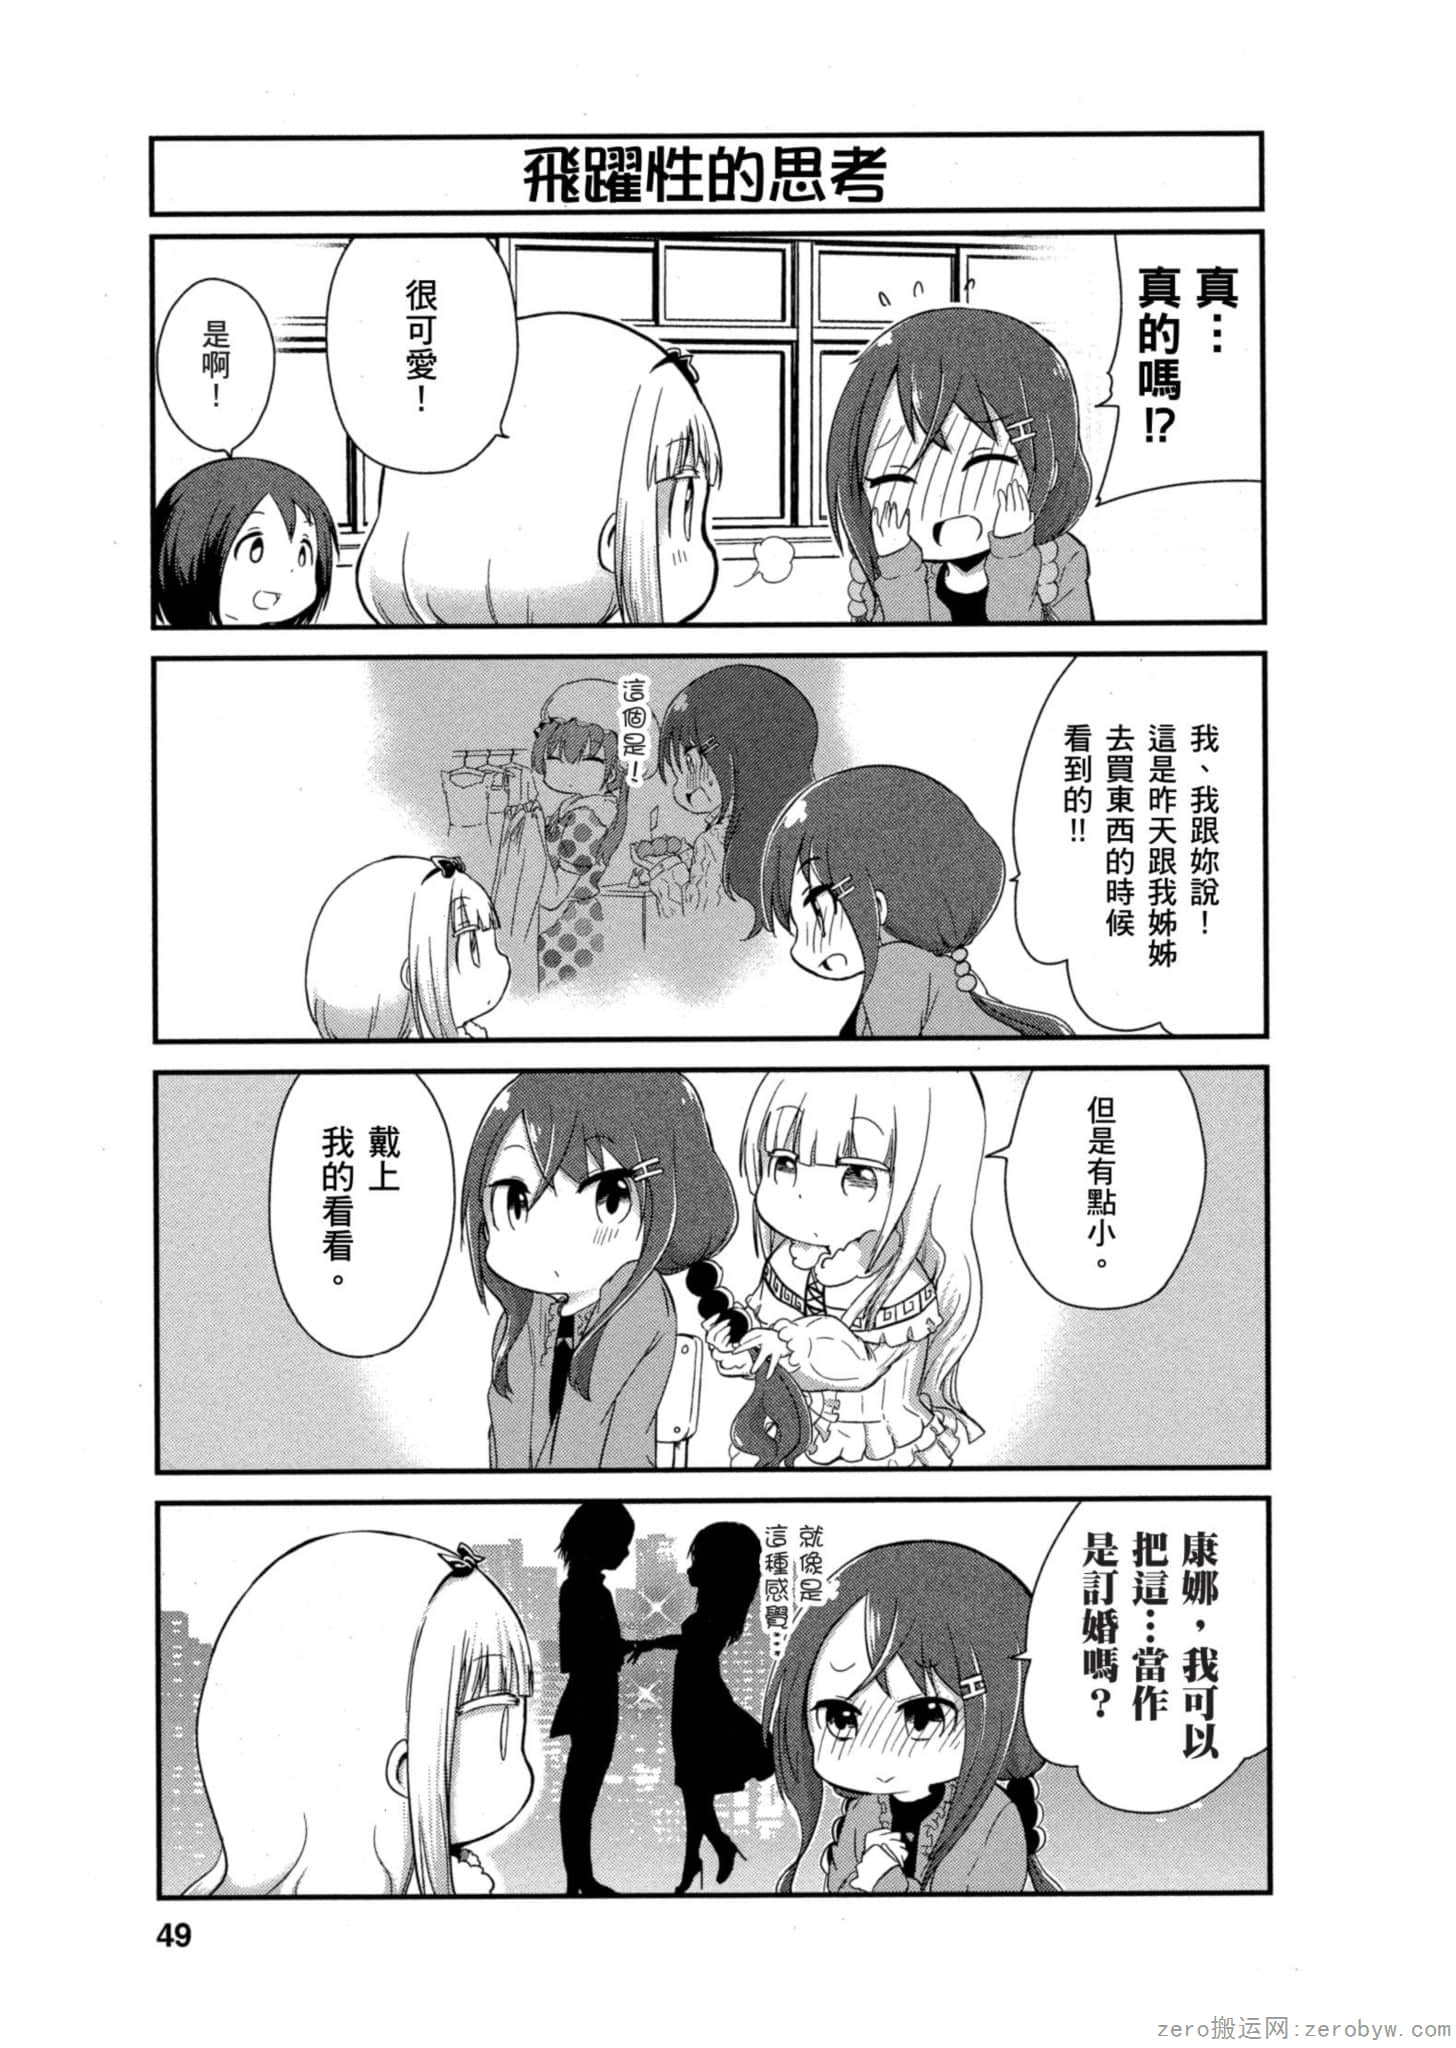 飛躍性的思考
真…
真的嗎!?
很可愛！
是啊！
我、我跟妳說！
這是昨天跟我姊姊
去買東西的時候
看到的!!
這個是！
但是有點小。
戴上
我的看看。
康娜，我可以
把這…當作
是訂婚嗎？
就像是
這種感覺…
49
zero搬运网:zerobyw.com